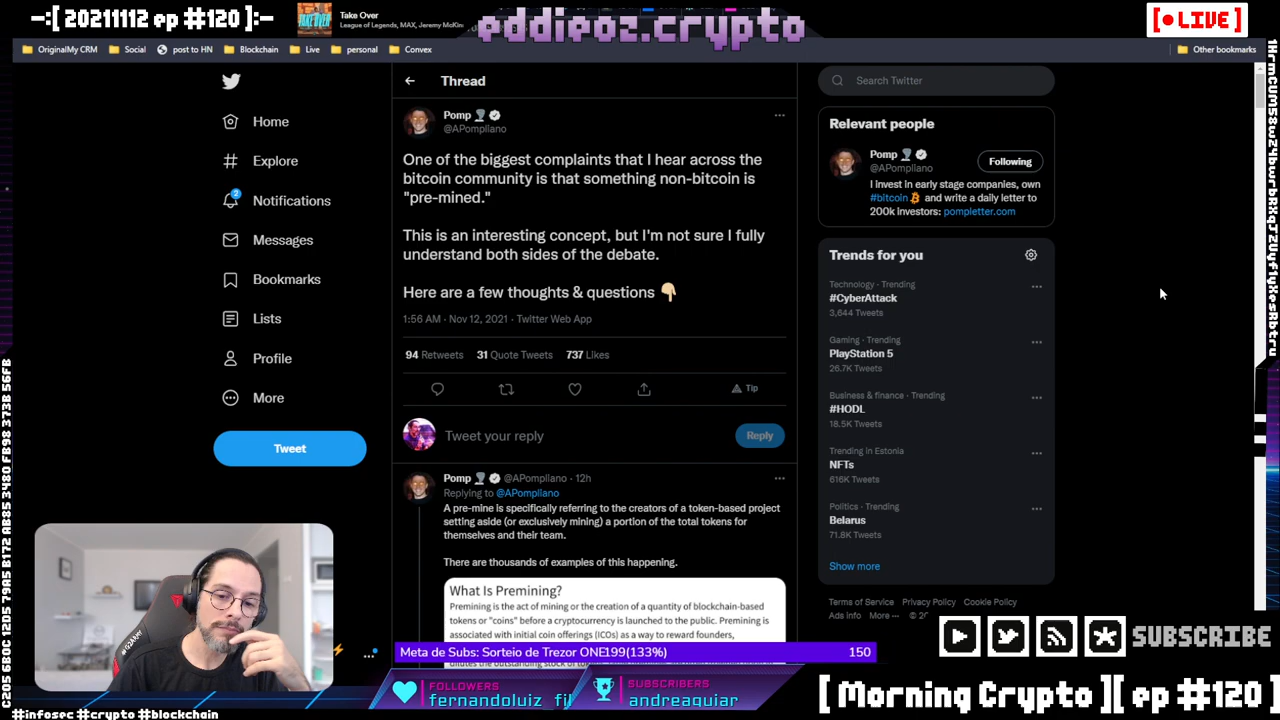 -:[ 20211112 ep #120 ]:-
Take Over
League of Legends, MAX, Jeremy McKin
eddieoz.crypto
[●LIVE]
OriginalMy CRM
Social
post to HN
Blockchain
Live
personal
Convex
Other bookmarks
Home
Explore
2
Notifications
Messages
Bookmarks
Lists
Profile
More
Tweet
Thread
Pomp
@APompliano
One of the biggest complaints that I hear across the
bitcoin community is that something non-bitcoin is
"pre-mined."
This is an interesting concept, but I'm not sure I fully
understand both sides of the debate.
Here are a few thoughts & questions 👇
1:56 AM · Nov 12, 2021 · Twitter Web App
94 Retweets 31 Quote Tweets 737 Likes
Tip
Tweet your reply
Reply
Pomp @APompliano · 12h
Replying to @APompliano
A pre-mine is specifically referring to the creators of a token-based project
setting aside (or exclusively mining) a portion of the total tokens for
themselves and their team.
There are thousands of examples of this happening.
What Is Premining?
Premining is the act of mining or the creation of a quantity of blockchain-based
tokens or "coins" before a cryptocurrency is launched to the public. Premining is
associated with initial coin offerings (ICOs) as a way to reward founders,
Search Twitter
Relevant people
Pomp
@APompliano
Following
I invest in early stage companies, own
#bitcoin and write a daily letter to
200k investors: pompletter.com
Trends for you
Technology · Trending
#CyberAttack
3,644 Tweets
Gaming · Trending
PlayStation 5
26.7K Tweets
Business & finance · Trending
#HODL
18.5K Tweets
Trending in Estonia
NFTs
616K Tweets
Politics · Trending
Belarus
71.8K Tweets
Show more
Terms of Service Privacy Policy Cookie Policy
Ads info More ··· © 20
Meta de Subs: Sorteio de Trezor ONE199(133%) 150
FOLLOWERS
fernandoluiz_fil
SUBSCRIBERS
andreaguiar
SUBSCRIBE
[ Morning Crypto ][ ep #120 ]
#infosec #crypto #blockchain